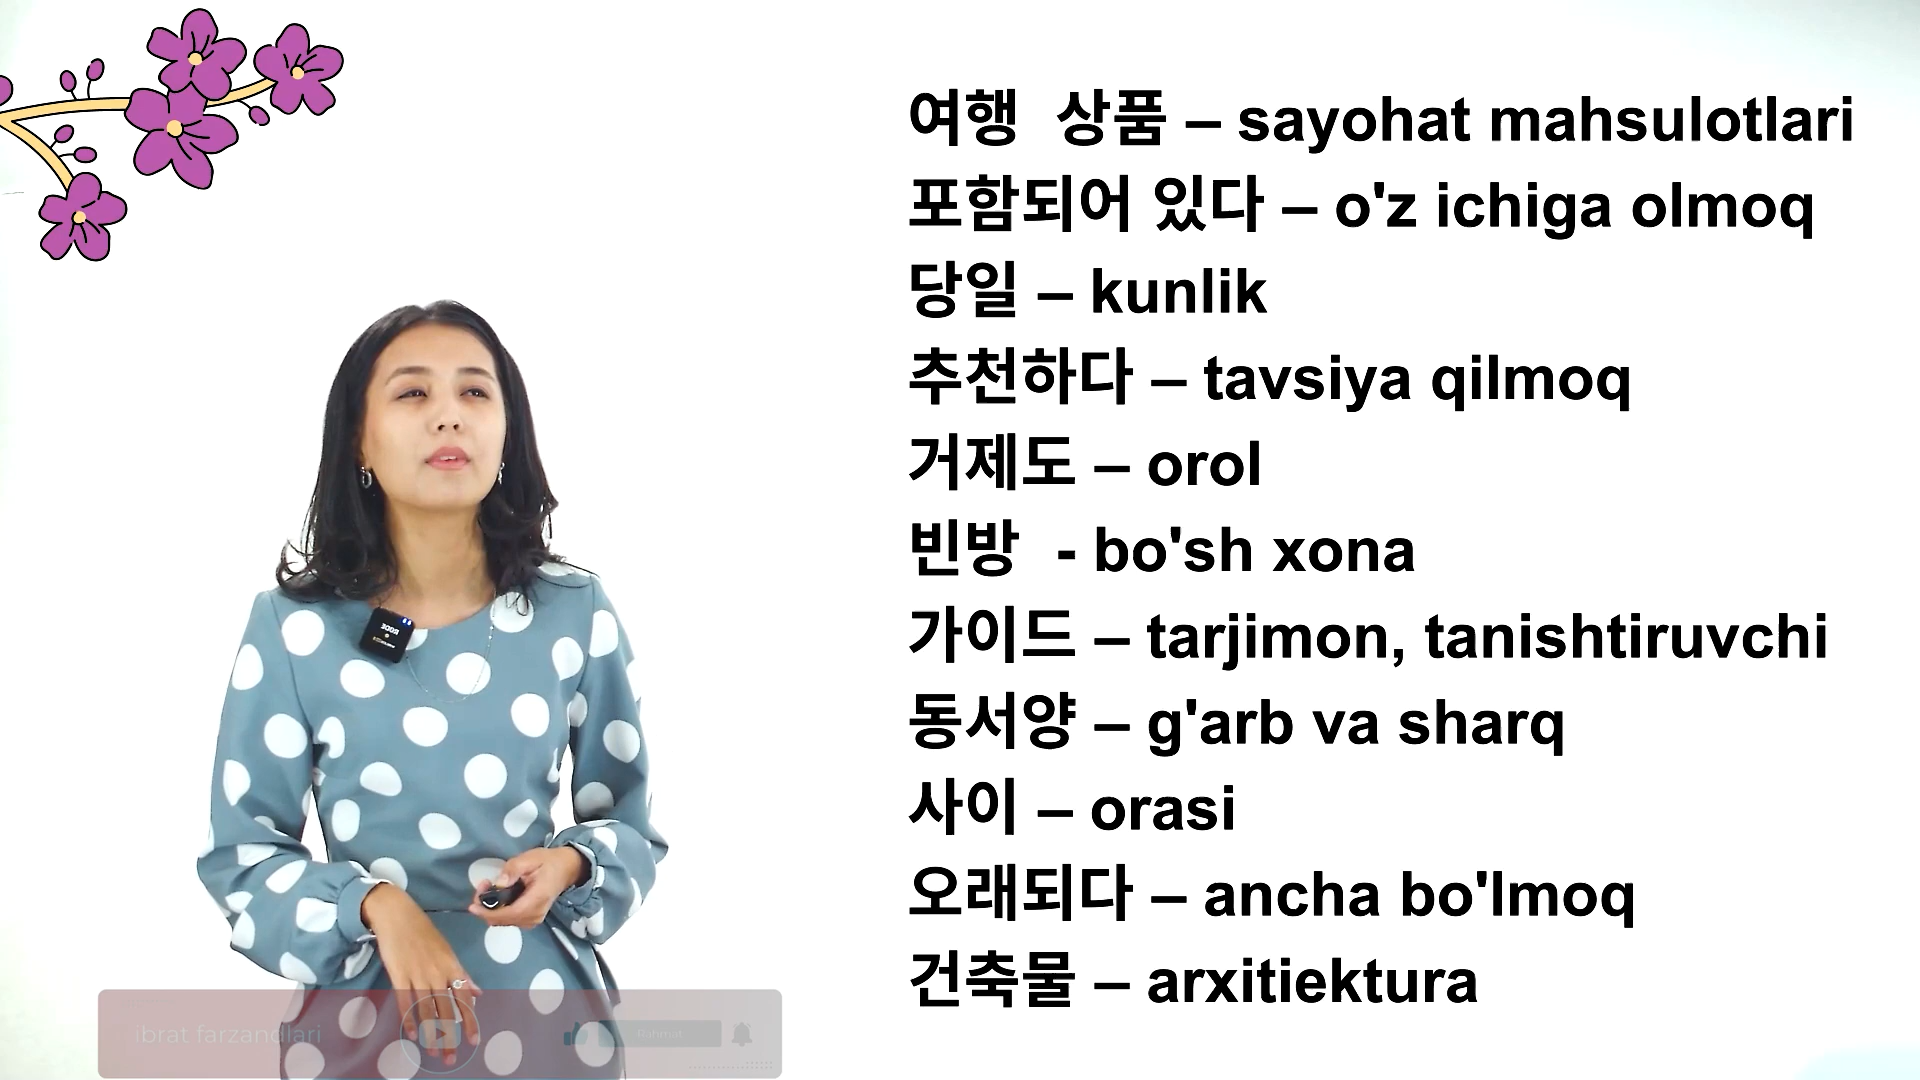 여행 상품 – sayohat mahsulotlari
포함되어 있다 – o'z ichiga olmoq
당일 – kunlik
추천하다 – tavsiya qilmoq
거제도 – orol
빈방 - bo'sh xona
가이드 – tarjimon, tanishtiruvchi
동서양 – g'arb va sharq
사이 – orasi
오래되다 – ancha bo'lmoq
건축물 – arxitiektura
ibrat farzandlari